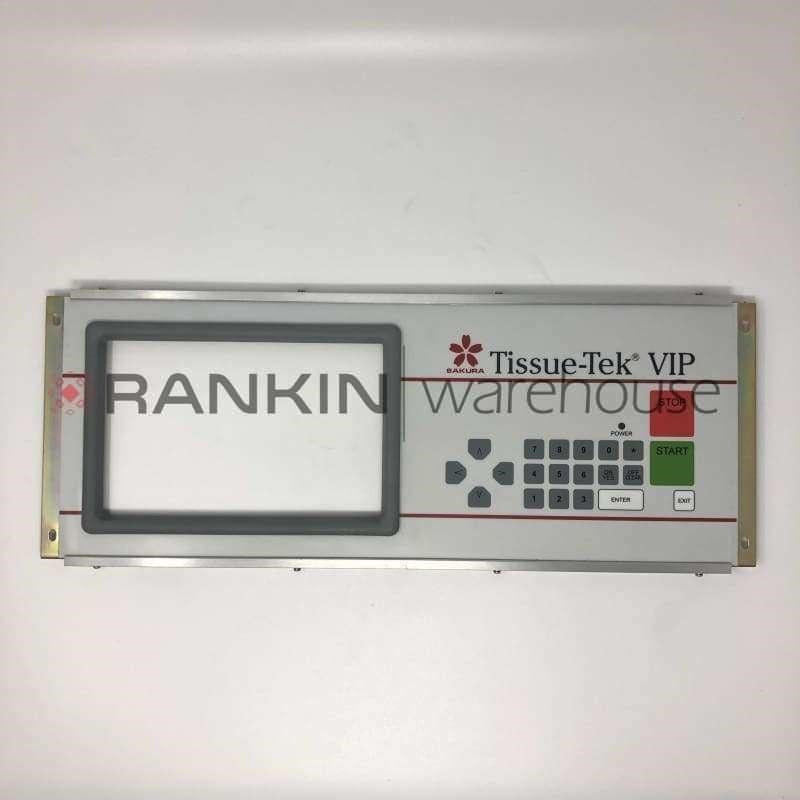 SAKURA
Tissue-Tek® VIP
RANKIN warehouse
STOP
POWER
7 8 9 0 *
START
∧
< >
∨
4 5 6 ON YES OFF CLEAR
1 2 3 ENTER
EXIT